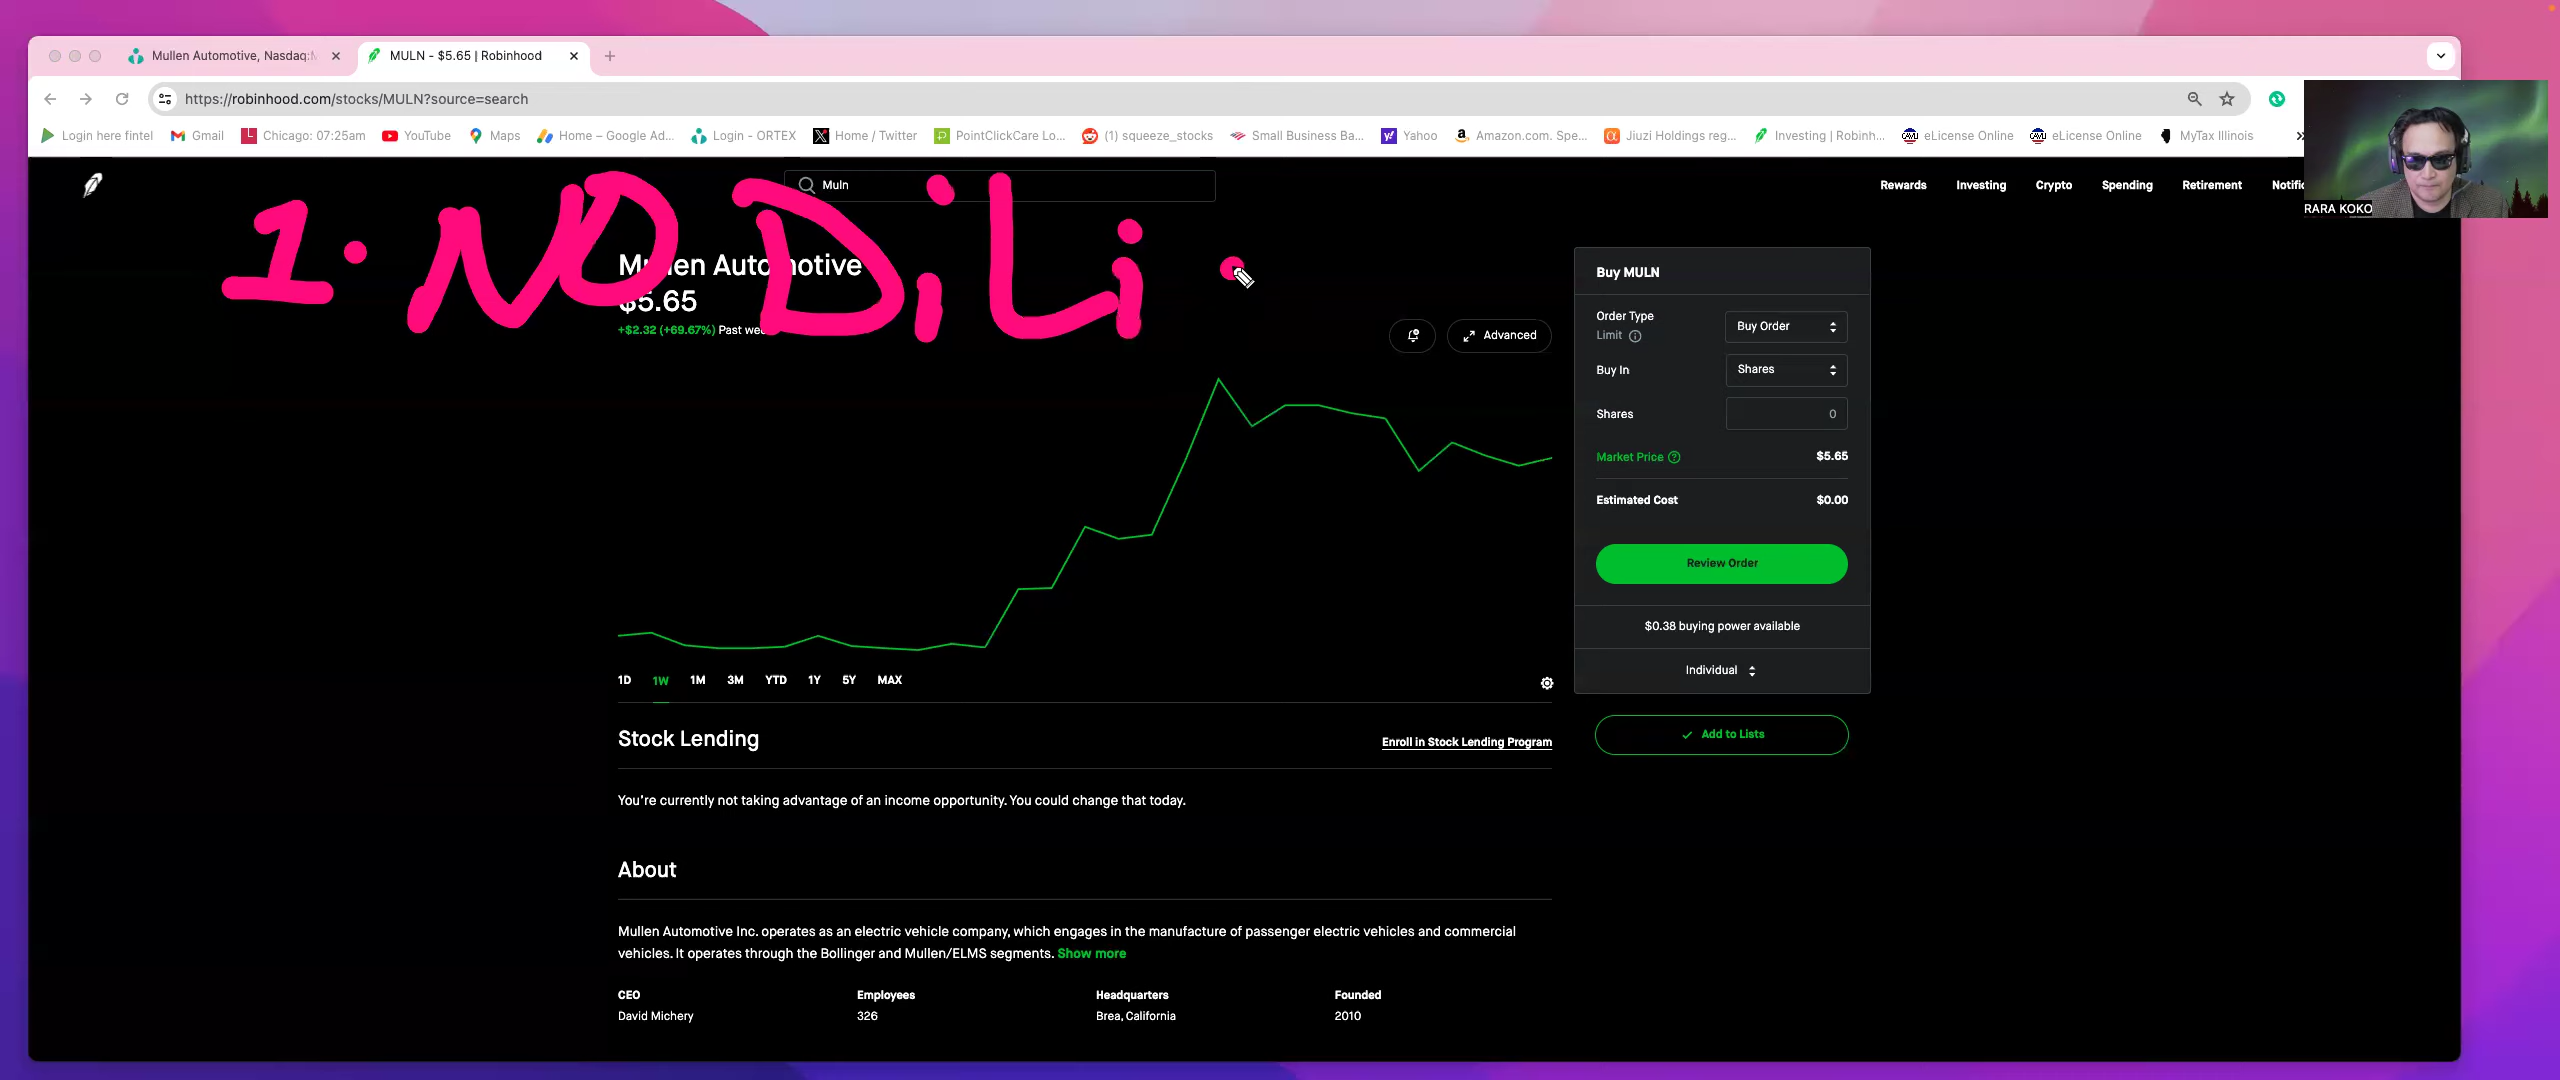 Mullen Automotive, Nasdaq:M
MULN - $5.65 | Robinhood
https://robinhood.com/stocks/MULN?source=search
Login here fintel
Gmail
Chicago: 07:25am
YouTube
Maps
Home – Google Ad...
Login - ORTEX
Home / Twitter
PointClickCare Lo...
(1) squeeze_stocks
Small Business Ba...
Yahoo
Amazon.com. Spe...
Jiuzi Holdings reg...
Investing | Robinh...
eLicense Online
eLicense Online
MyTax Illinois
RARA KOKO
Muln
Rewards
Investing
Crypto
Spending
Retirement
Notific
1. NO DiLi
Mullen Automotive
$5.65
+$2.32 (+69.67%) Past week
Advanced
Buy MULN
Order Type
Limit
Buy Order
Buy In
Shares
Shares
0
Market Price
$5.65
Estimated Cost
$0.00
Review Order
$0.38 buying power available
Individual
Add to Lists
1D
1W
1M
3M
YTD
1Y
5Y
MAX
Stock Lending
Enroll in Stock Lending Program
You're currently not taking advantage of an income opportunity. You could change that today.
About
Mullen Automotive Inc. operates as an electric vehicle company, which engages in the manufacture of passenger electric vehicles and commercial
vehicles. It operates through the Bollinger and Mullen/ELMS segments. Show more
CEO
David Michery
Employees
326
Headquarters
Brea, California
Founded
2010